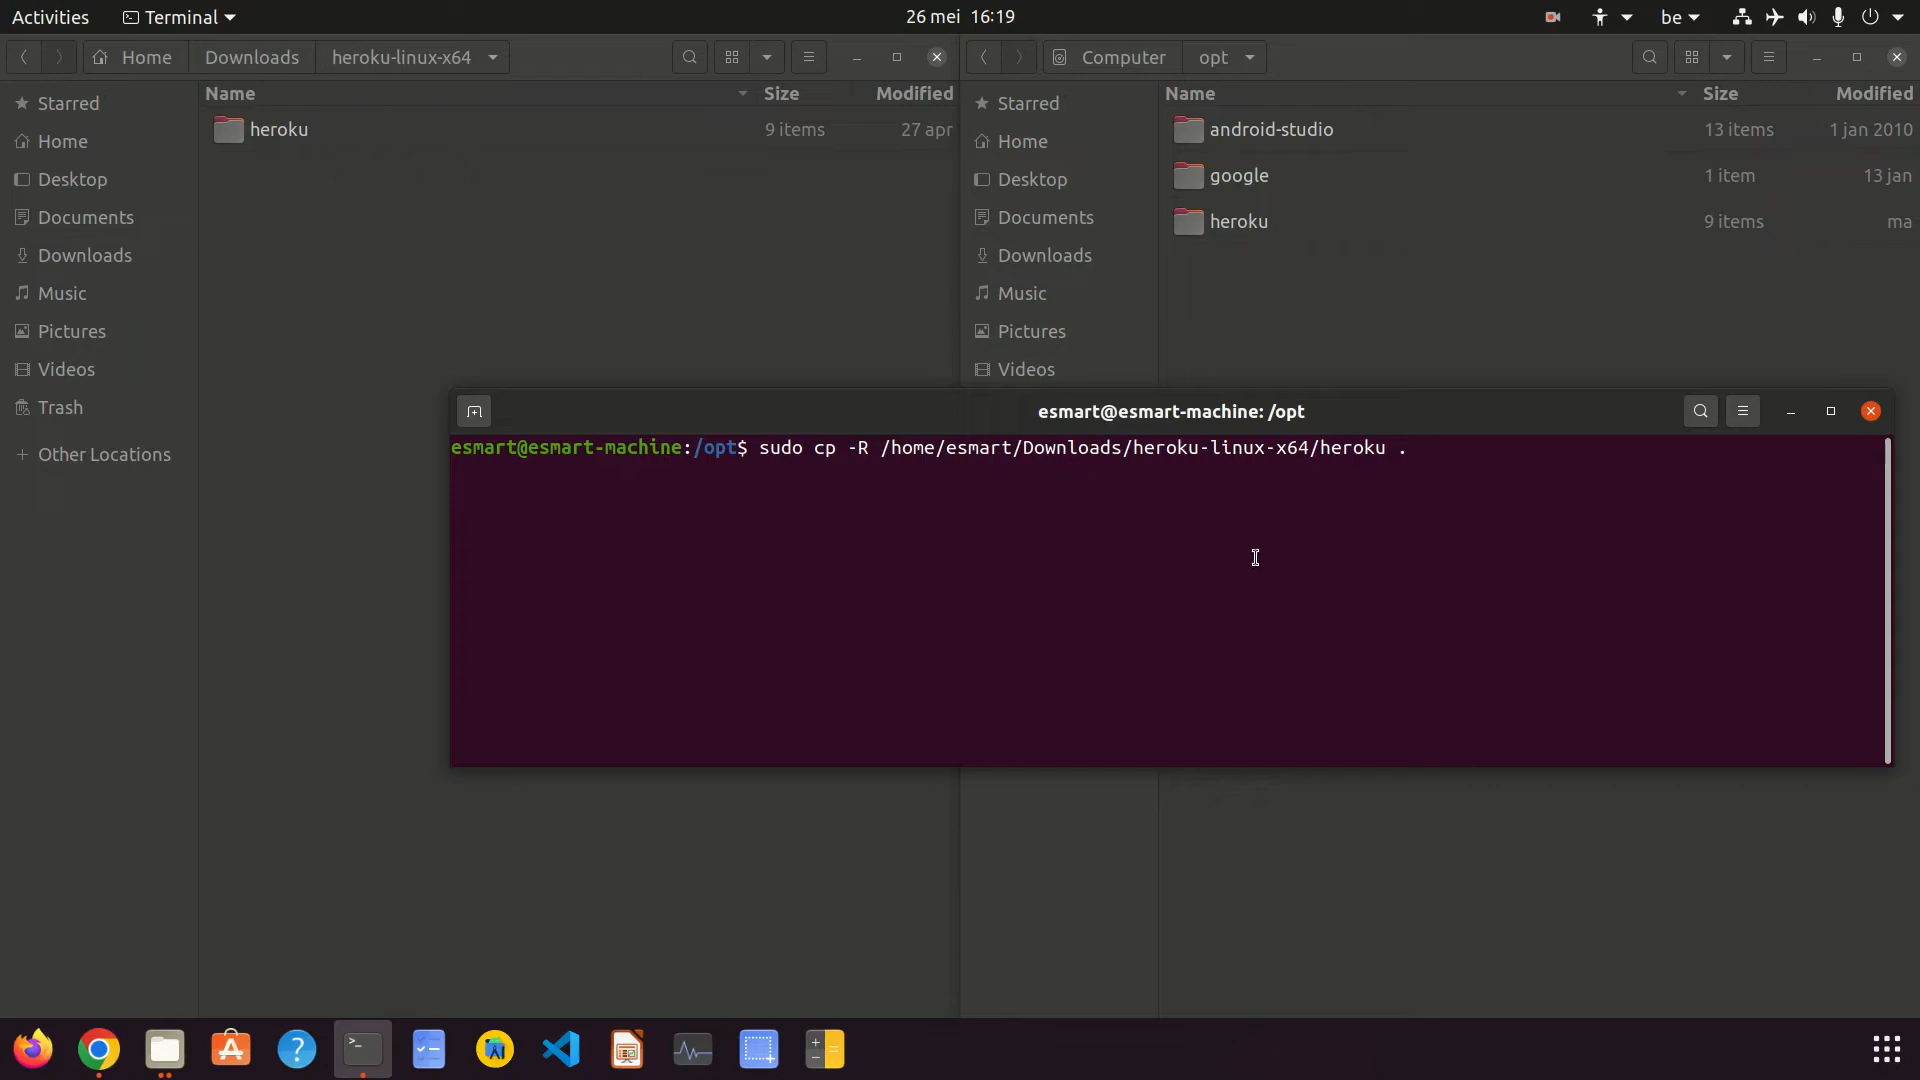 Activities
Terminal
26 mei 16:19
be
Home
Downloads
heroku-linux-x64
Name
Size
Modified
heroku
9 items
27 apr
Starred
Home
Desktop
Documents
Downloads
Music
Pictures
Videos
Trash
Other Locations
Computer
opt
Name
Size
Modified
android-studio
13 items
1 jan 2010
google
1 item
13 jan
heroku
9 items
ma
Starred
Home
Desktop
Documents
Downloads
Music
Pictures
Videos
esmart@esmart-machine: /opt
esmart@esmart-machine:/opt$ sudo cp -R /home/esmart/Downloads/heroku-linux-x64/heroku .